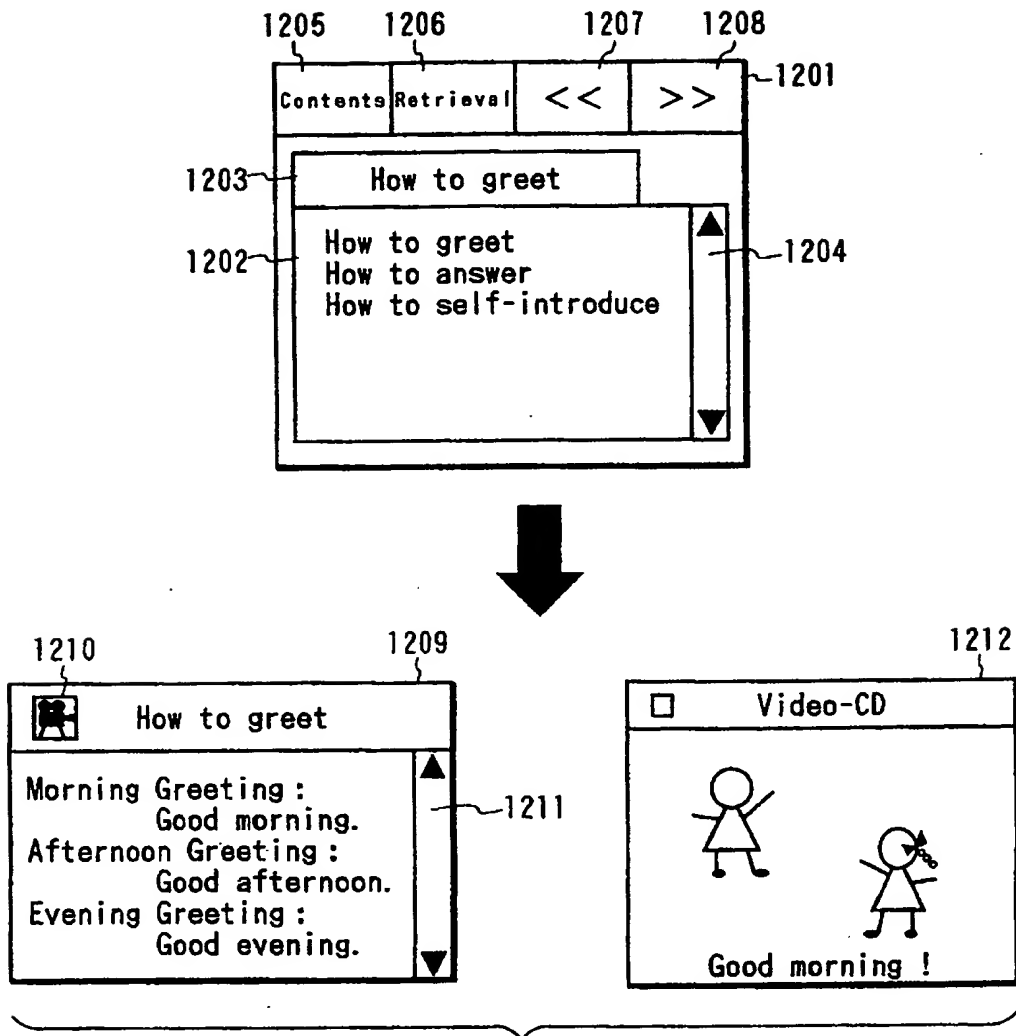 1205 1206 1207 1208
1201
Contents Retrieval << >>
1203
How to greet
1202
How to greet
How to answer
How to self-introduce
1204
1210 1209
How to greet
Morning Greeting :
Good morning.
Afternoon Greeting :
Good afternoon.
Evening Greeting :
Good evening.
1211
1212
Video-CD
Good morning !